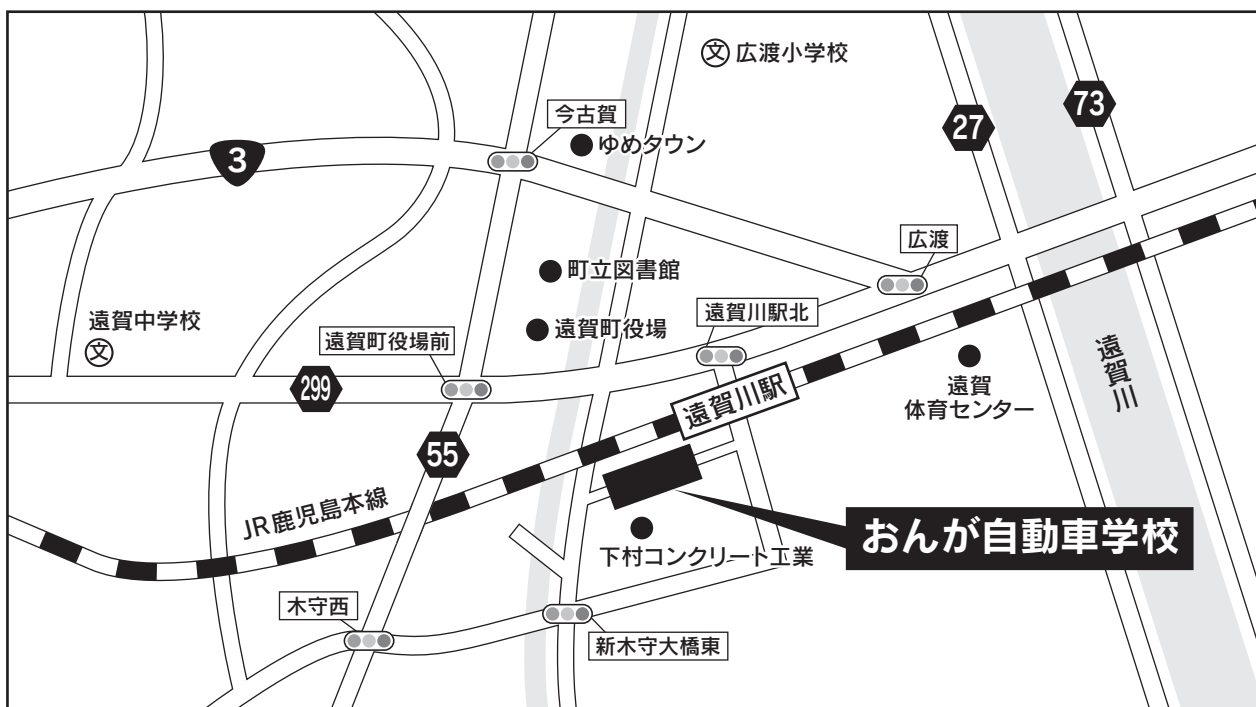 文 広渡小学校
73
27
今古賀
ゆめタウン
3
広渡
町立図書館
遠賀川駅北
遠賀中学校
文
遠賀町役場前
遠賀町役場
遠賀川
299
遠賀川駅
遠賀
体育センター
55
JR鹿児島本線
おんが自動車学校
下村コンクリート工業
木守西
新木守大橋東